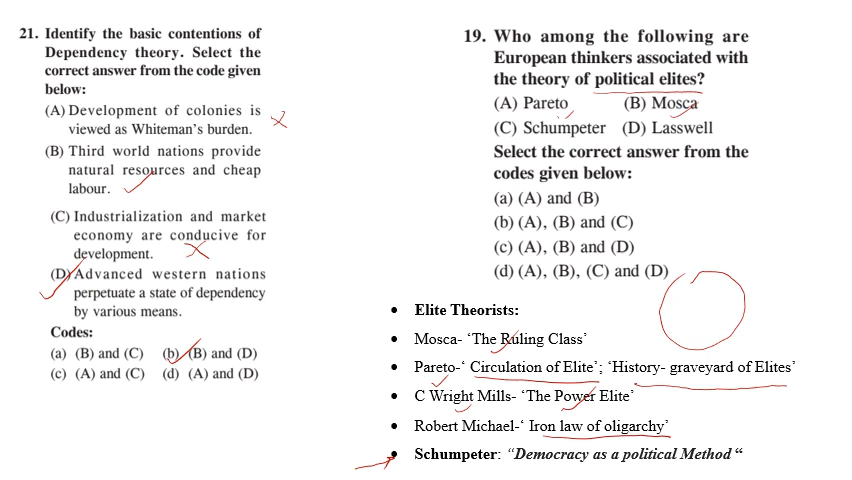 21. Identify the basic contentions of
Dependency theory. Select the
correct answer from the code given
below:
(A) Development of colonies is
viewed as Whiteman's burden.
(B) Third world nations provide
natural resources and cheap
labour.
(C) Industrialization and market
economy are conducive for
development.
(D) Advanced western nations
perpetuate a state of dependency
by various means.
Codes:
(a) (B) and (C) (b) (B) and (D)
(c) (A) and (C) (d) (A) and (D)
19. Who among the following are
European thinkers associated with
the theory of political elites?
(A) Pareto (B) Mosca
(C) Schumpeter (D) Lasswell
Select the correct answer from the
codes given below:
(a) (A) and (B)
(b) (A), (B) and (C)
(c) (A), (B) and (D)
(d) (A), (B), (C) and (D)
• Elite Theorists:
• Mosca- 'The Ruling Class'
• Pareto-' Circulation of Elite'; 'History- graveyard of Elites'
• C Wright Mills- 'The Power Elite'
• Robert Michael-' Iron law of oligarchy'
• Schumpeter: "Democracy as a political Method "